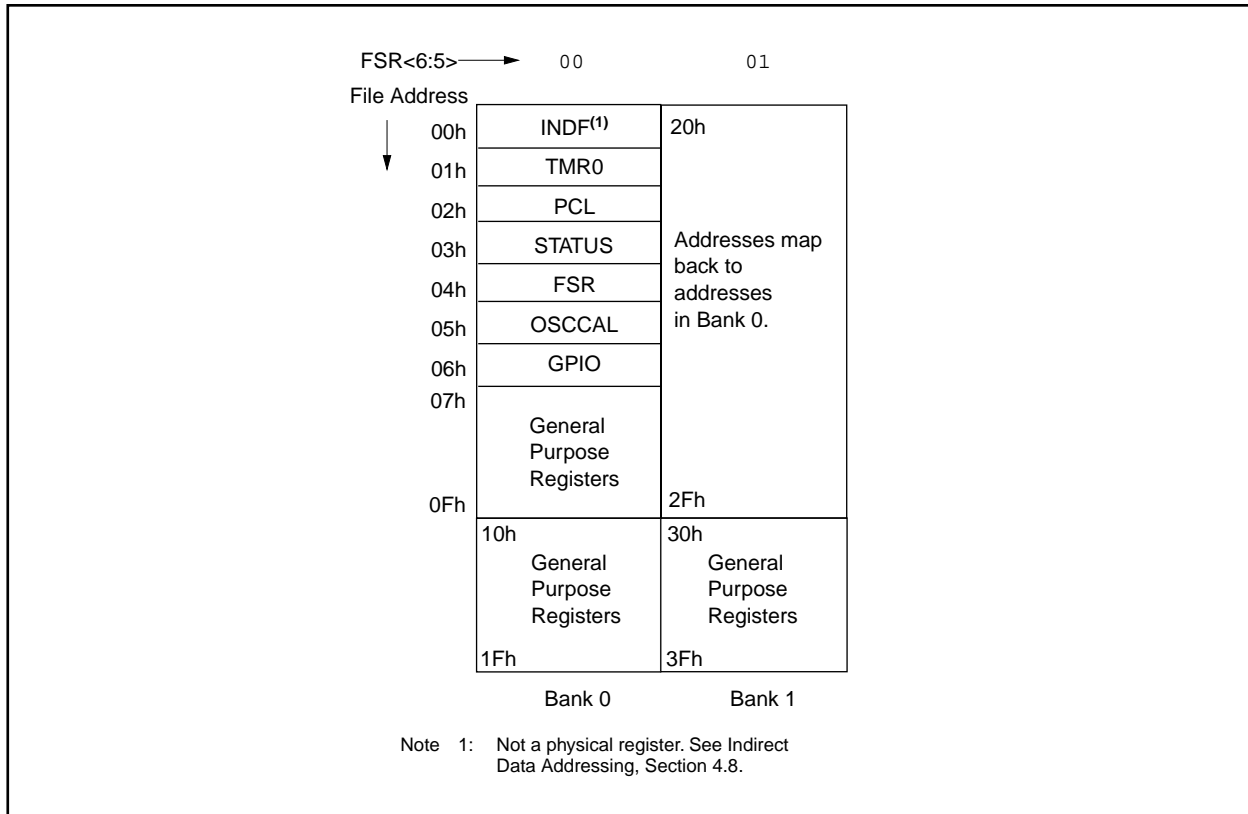 FSR<6:5> 00 01
File Address
00h INDF(1) 20h
01h TMR0
02h PCL
03h STATUS Addresses map
back to
04h FSR addresses
05h OSCCAL in Bank 0.
06h GPIO
07h
General
Purpose
Registers
0Fh 2Fh
10h 30h
General General
Purpose Purpose
Registers Registers
1Fh 3Fh
Bank 0 Bank 1
Note 1: Not a physical register. See Indirect
Data Addressing, Section 4.8.